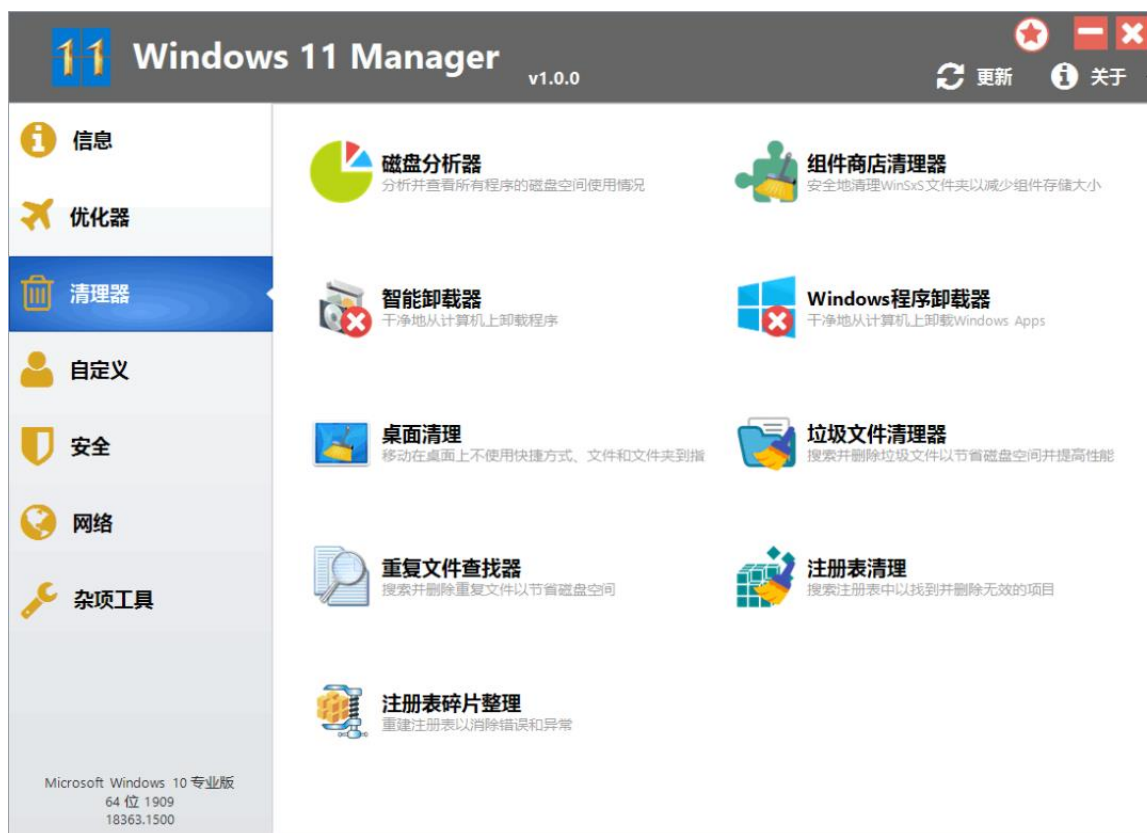 11 Windows 11 Manager v1.0.0
更新 关于
信息
优化器
清理器
自定义
安全
网络
杂项工具
Microsoft Windows 10 专业版
64 位 1909
18363.1500
磁盘分析器
分析并查看所有程序的磁盘空间使用情况
组件商店清理器
安全地清理WinSxS文件夹以减少组件存储大小
智能卸载器
干净地从计算机上卸载程序
Windows程序卸载器
干净地从计算机上卸载Windows Apps
桌面清理
移动在桌面上不使用快捷方式、文件和文件夹到指
垃圾文件清理器
搜索并删除垃圾文件以节省磁盘空间并提高性能
重复文件查找器
搜索并删除重复文件以节省磁盘空间
注册表清理
搜索注册表中以找到并删除无效的项目
注册表碎片整理
重建注册表以消除错误和异常